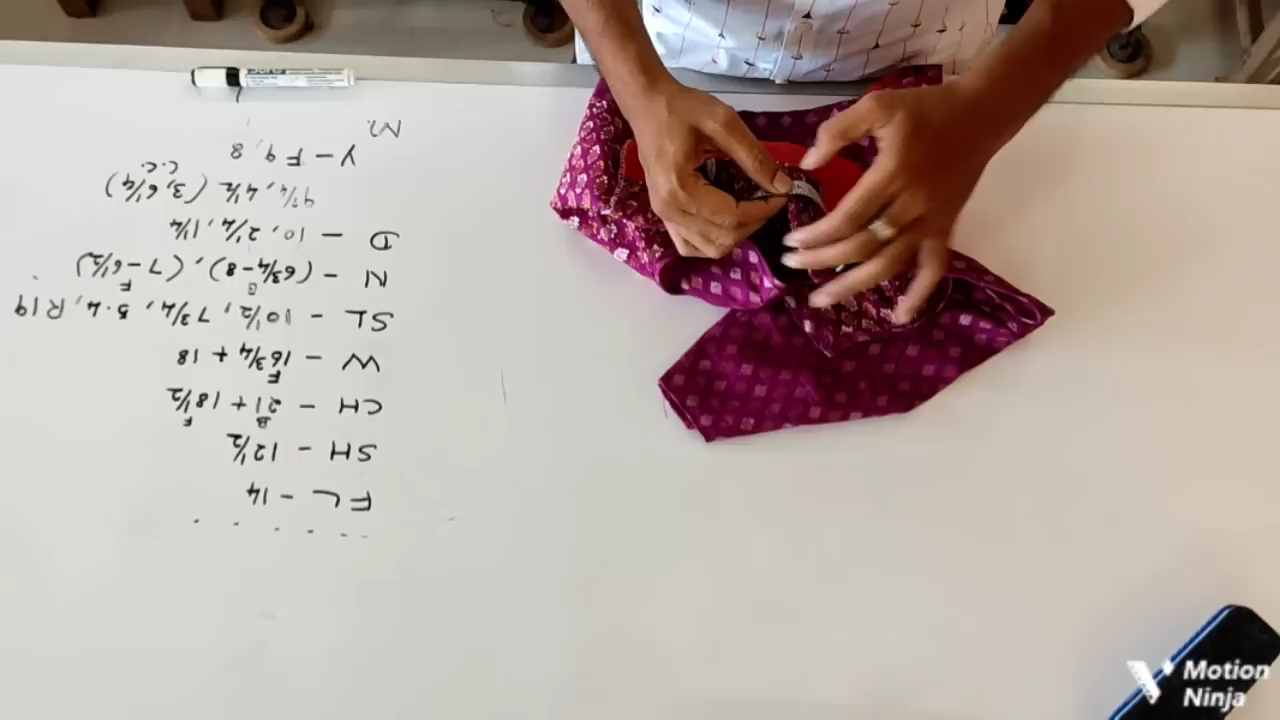 FL - 14
SH - 12½
B F
CH - 21 + 18½
F
W - 16¾ + 18
SL - 10½, 7¾, 5.4, R19
B F
N - (6¾-8), (7-6½)
D - 10, 2¼, 1¼
4½ (3, 6¼)
C.C.
Y - F 9, 8
M.
Motion
Ninja